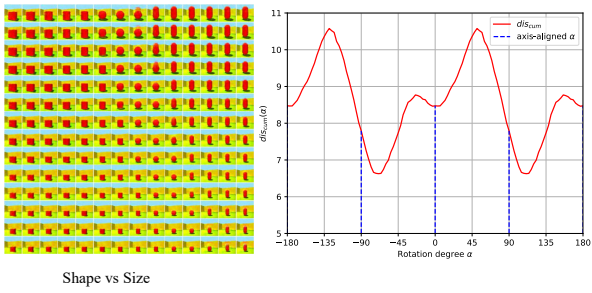 11
10
9
8
7
6
5
dis_cum(α)
dis_cum
axis-aligned α
−180 −135 −90 −45 0 45 90 135 180
Rotation degree α
Shape vs Size